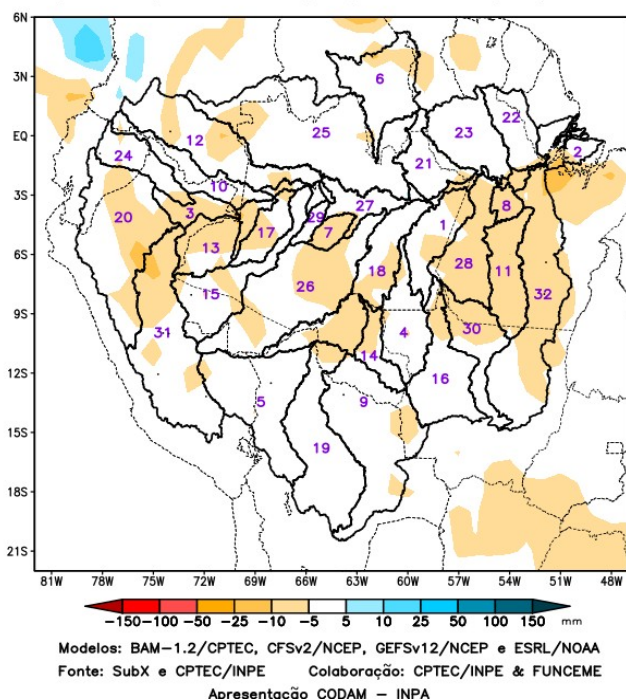 6N
3N
EQ
3S
6S
9S
12S
15S
18S
21S
6
22
12
25
23
24
21
2
10
20
3
29
27
8
17
7
1
13
28
11
18
26
15
32
31
4
30
14
16
5
9
19
81W 78W 75W 72W 69W 66W 63W 60W 57W 54W 51W 48W
-150 -100 -50 -25 -10 -5 5 10 25 50 100 150 mm
Modelos: BAM-1.2/CPTEC, CFSv2/NCEP, GEFSv12/NCEP e ESRL/NOAA
Fonte: SubX e CPTEC/INPE Colaboração: CPTEC/INPE & FUNCEME
Apresentação CODAM - INPA